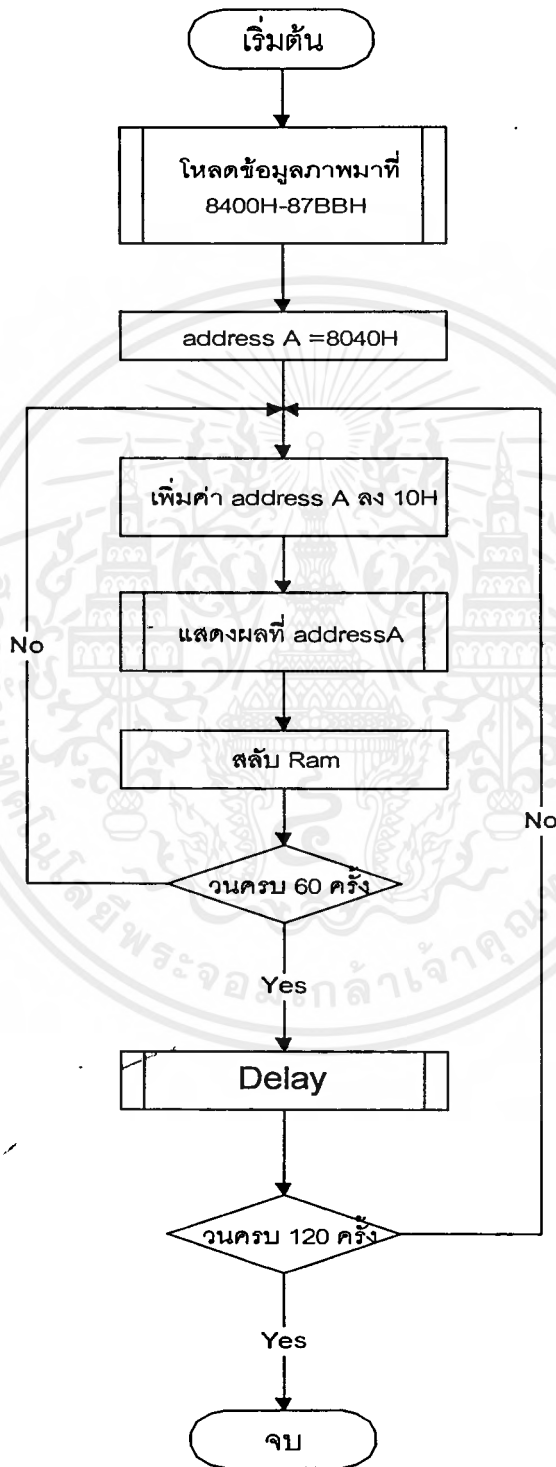 เริ่มต้น
โหลดข้อมูลภาพมาที่
8400H-87BBH
address A =8040H
เพิ่มค่า address A ลง 10H
แสดงผลที่ addressA
No
สลับ Ram
No
วนครบ 60 ครั้ง
Yes
Delay
วนครบ 120 ครั้ง
Yes
จบ